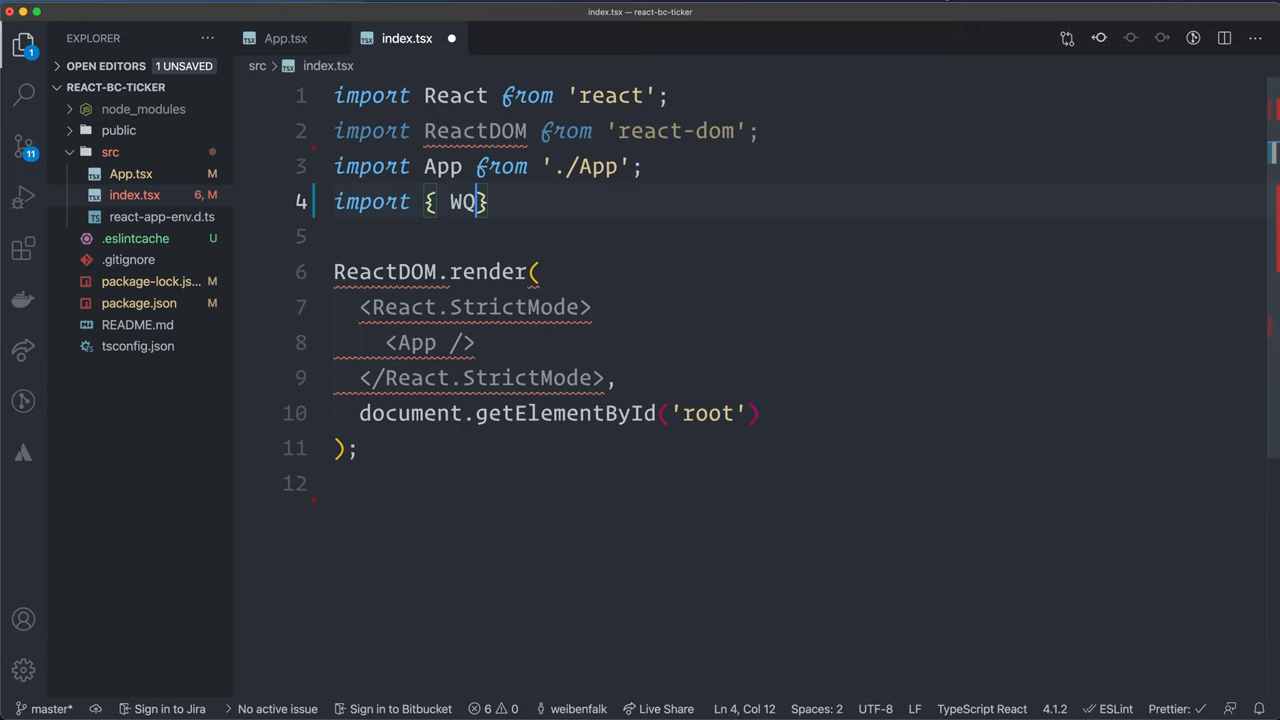 index.tsx — react-bc-ticker
EXPLORER
App.tsx
index.tsx
OPEN EDITORS 1 UNSAVED
src > index.tsx
REACT-BC-TICKER
node_modules
public
src
App.tsx M
index.tsx 6, M
react-app-env.d.ts
.eslintcache U
.gitignore
package-lock.js... M
package.json M
README.md
tsconfig.json
1
11
1 import React from 'react';
2 import ReactDOM from 'react-dom';
3 import App from './App';
4 import { WQ}
5
6 ReactDOM.render(
7 <React.StrictMode>
8 <App />
9 </React.StrictMode>,
10 document.getElementById('root')
11 );
12
master* Sign in to Jira No active issue Sign in to Bitbucket 6 0 weibenfalk Live Share Ln 4, Col 12 Spaces: 2 UTF-8 LF TypeScript React 4.1.2 ESLint Prettier: